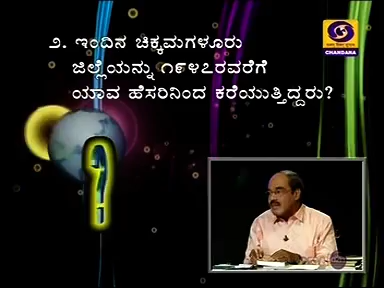 ೨. ಇಂದಿನ ಚಿಕ್ಕಮಗಳೂರು
ಜಿಲ್ಲೆಯನ್ನು ೧೯೪೭ರವರೆಗೆ
ಯಾವ ಹೆಸರಿನಿಂದ ಕರೆಯುತ್ತಿದ್ದರು?
CHANDANA